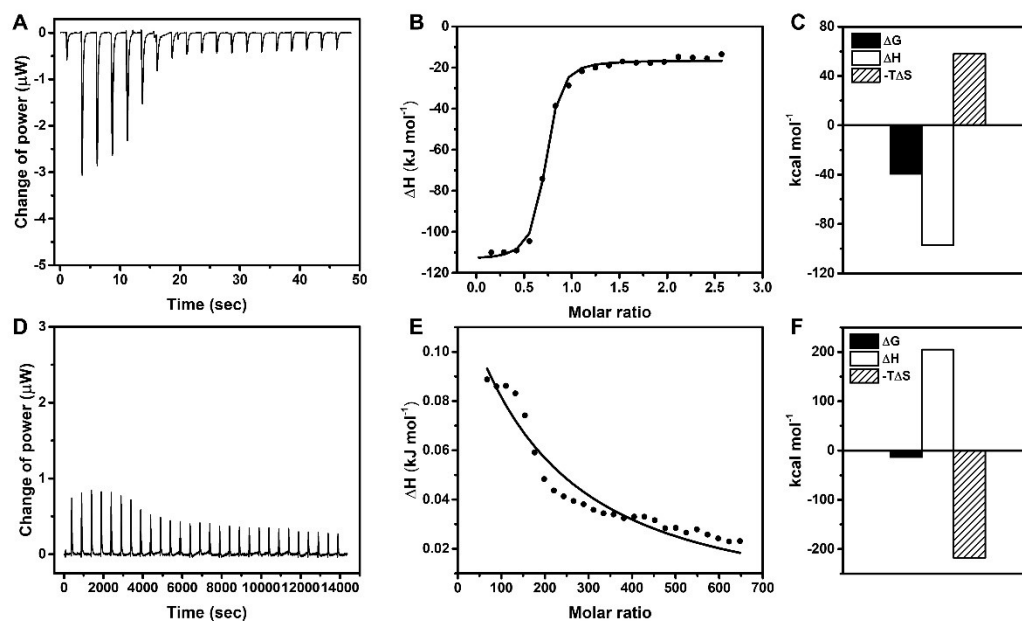 A
Change of power (μW)
0
-1
-2
-3
-4
-5
0 10 20 30 40 50
Time (sec)
B
ΔH (kJ mol⁻¹)
0
-20
-40
-60
-80
-100
-120
0.0 0.5 1.0 1.5 2.0 2.5 3.0
Molar ratio
C
kcal mol⁻¹
80
40
0
-40
-80
-120
ΔG
ΔH
-TΔS
D
Change of power (μW)
3
2
1
0
0 2000 4000 6000 8000 10000 12000 14000
Time (sec)
E
ΔH (kJ mol⁻¹)
0.10
0.08
0.06
0.04
0.02
0 100 200 300 400 500 600 700
Molar ratio
F
kcal mol⁻¹
200
100
0
-100
-200
ΔG
ΔH
-TΔS